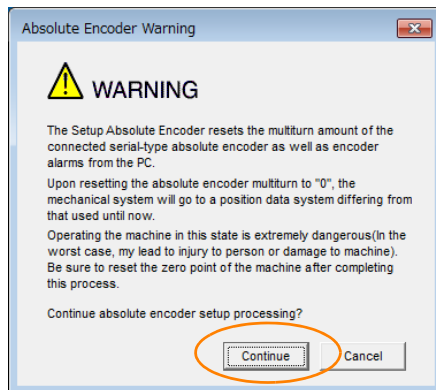 Absolute Encoder Warning
WARNING
The Setup Absolute Encoder resets the multiturn amount of the
connected serial-type absolute encoder as well as encoder
alarms from the PC.
Upon resetting the absolute encoder multiturn to "0", the
mechanical system will go to a position data system differing from
that used until now.
Operating the machine in this state is extremely dangerous(In the
worst case, my lead to injury to person or damage to machine).
Be sure to reset the zero point of the machine after completing
this process.
Continue absolute encoder setup processing?
Continue Cancel